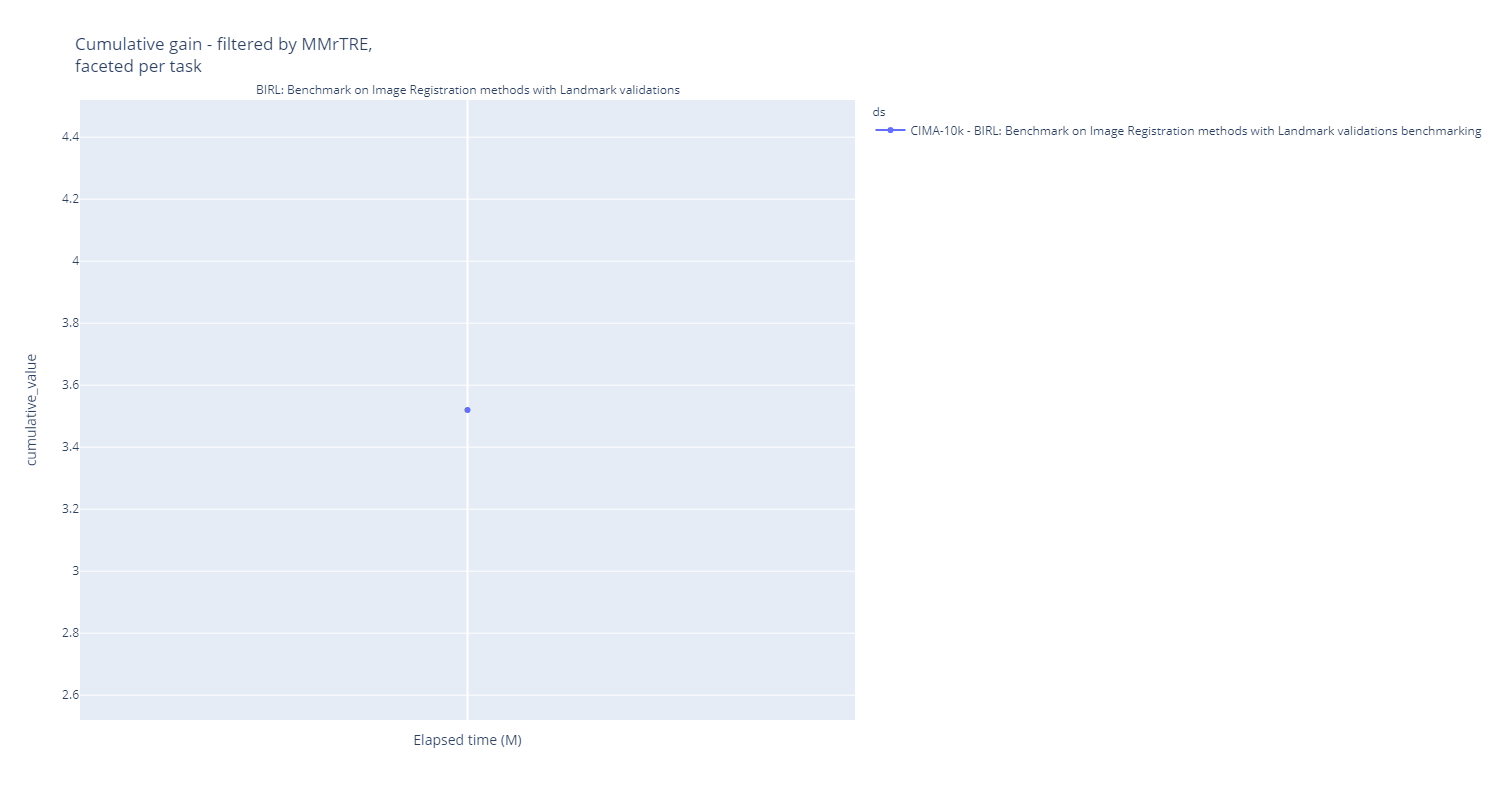 Cumulative gain - filtered by MMrTRE,
faceted per task
BIRL: Benchmark on Image Registration methods with Landmark validations
ds
CIMA-10k - BIRL: Benchmark on Image Registration methods with Landmark validations benchmarking
4.4
4.2
4
3.8
3.6
3.4
3.2
3
2.8
2.6
cumulative_value
Elapsed time (M)